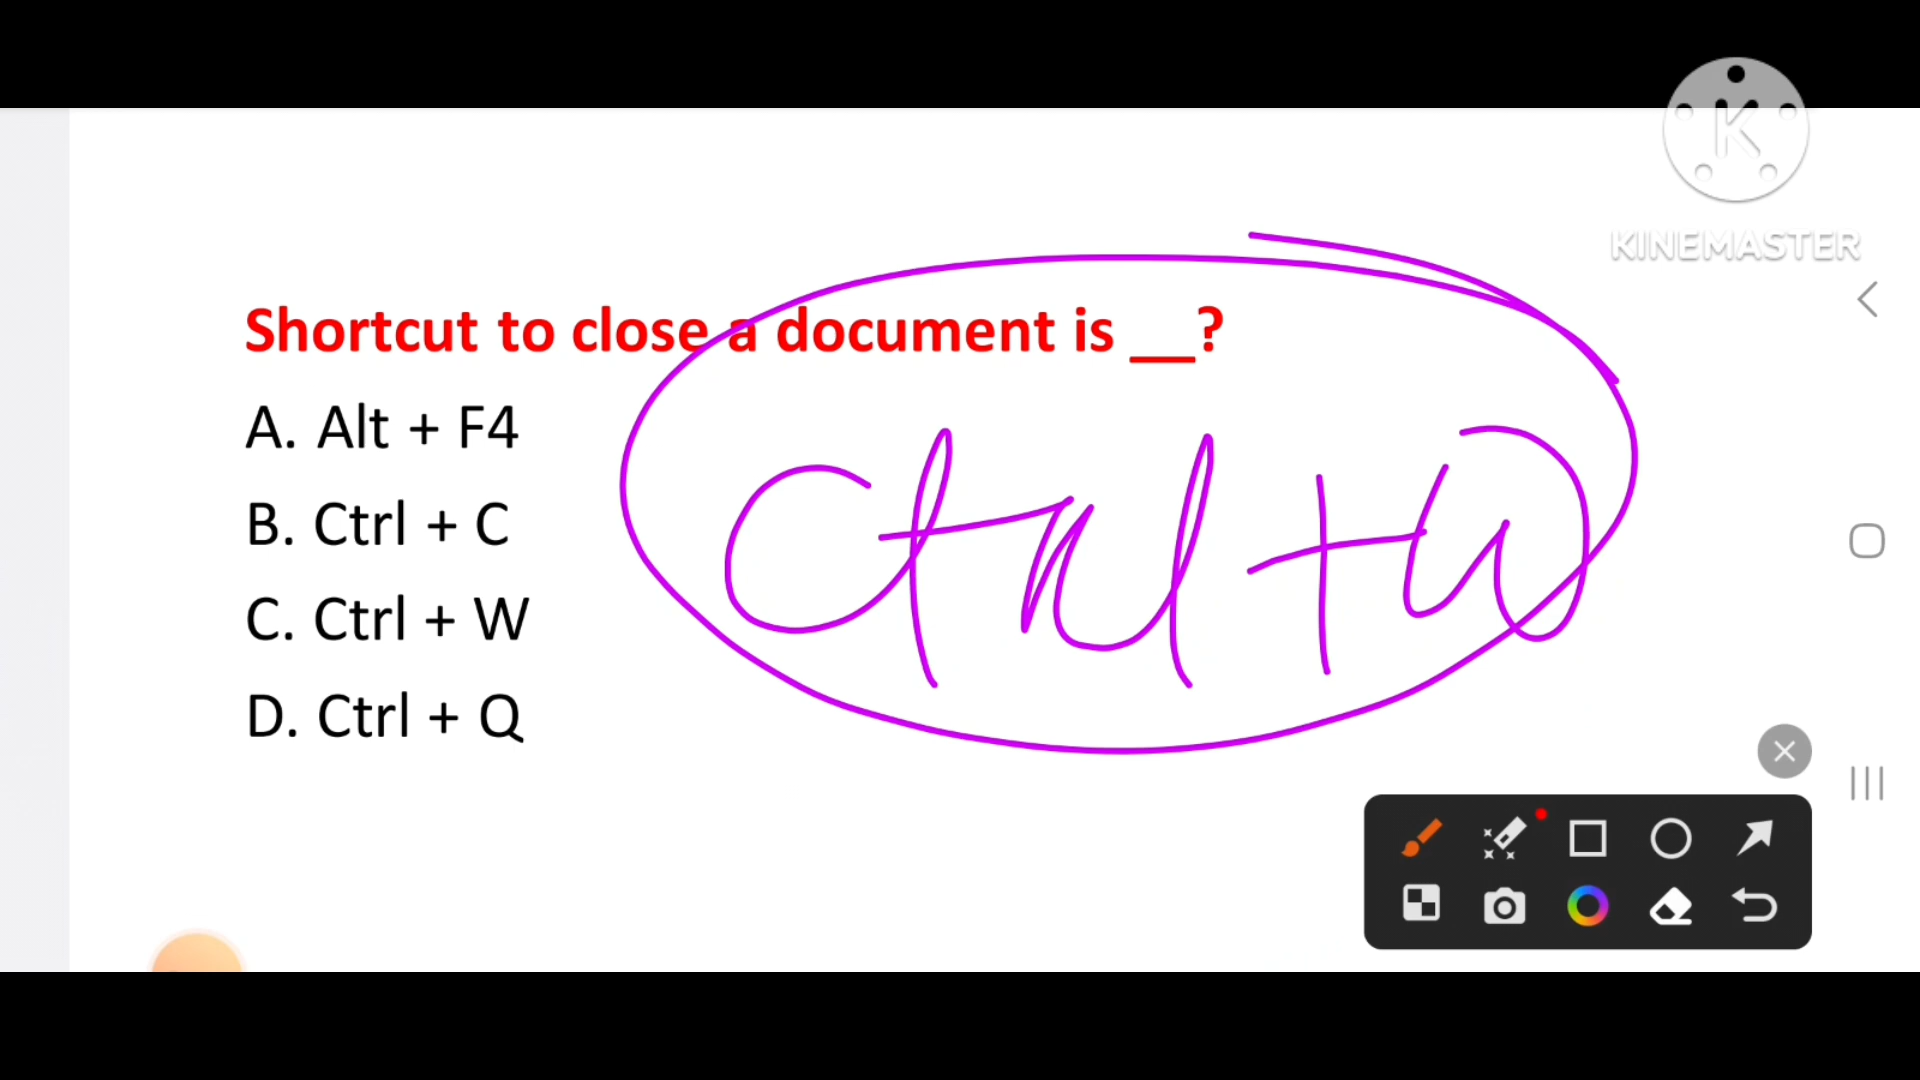 KINEMASTER
Shortcut to close a document is __?
A. Alt + F4
B. Ctrl + C
C. Ctrl + W
D. Ctrl + Q
Ctrl + W